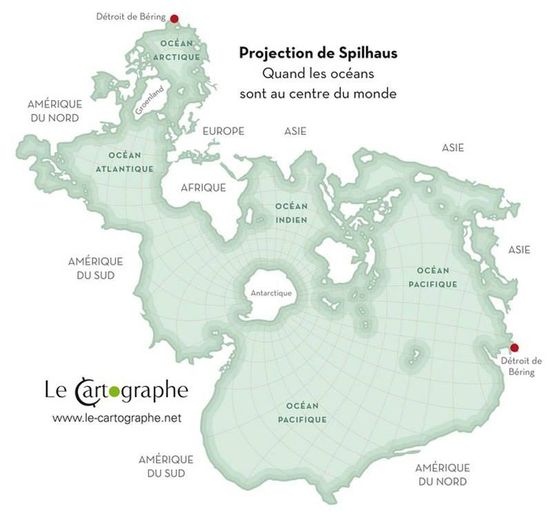 Détroit de Béring
OCÉAN
ARCTIQUE
Projection de Spilhaus
Quand les océans
sont au centre du monde
Groenland
AMÉRIQUE
DU NORD
EUROPE
ASIE
ASIE
OCÉAN
ATLANTIQUE
AFRIQUE
OCÉAN
INDIEN
ASIE
AMÉRIQUE
DU SUD
OCÉAN
PACIFIQUE
Antarctique
Détroit de
Béring
Le Cartographe
www.le-cartographe.net
OCÉAN
PACIFIQUE
AMÉRIQUE
DU SUD
AMÉRIQUE
DU NORD